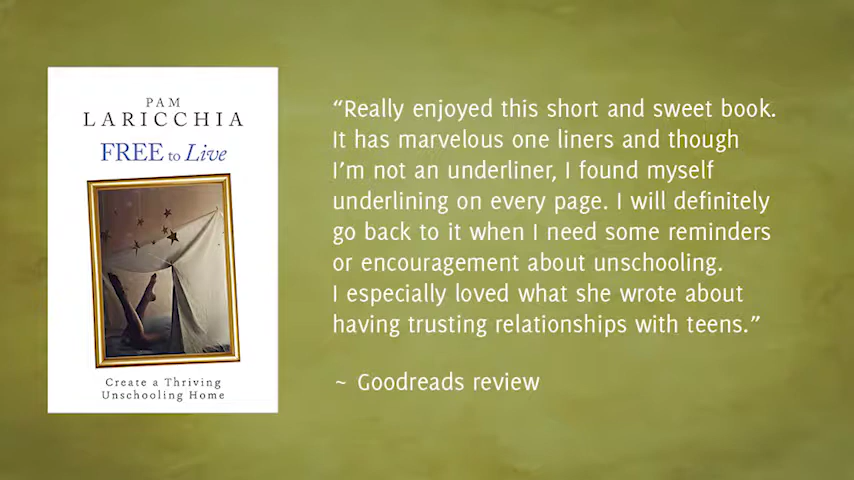 PAM
LARICCHIA
FREE to Live
Create a Thriving
Unschooling Home
“Really enjoyed this short and sweet book.
It has marvelous one liners and though
I’m not an underliner, I found myself
underlining on every page. I will definitely
go back to it when I need some reminders
or encouragement about unschooling.
I especially loved what she wrote about
having trusting relationships with teens.”
~ Goodreads review